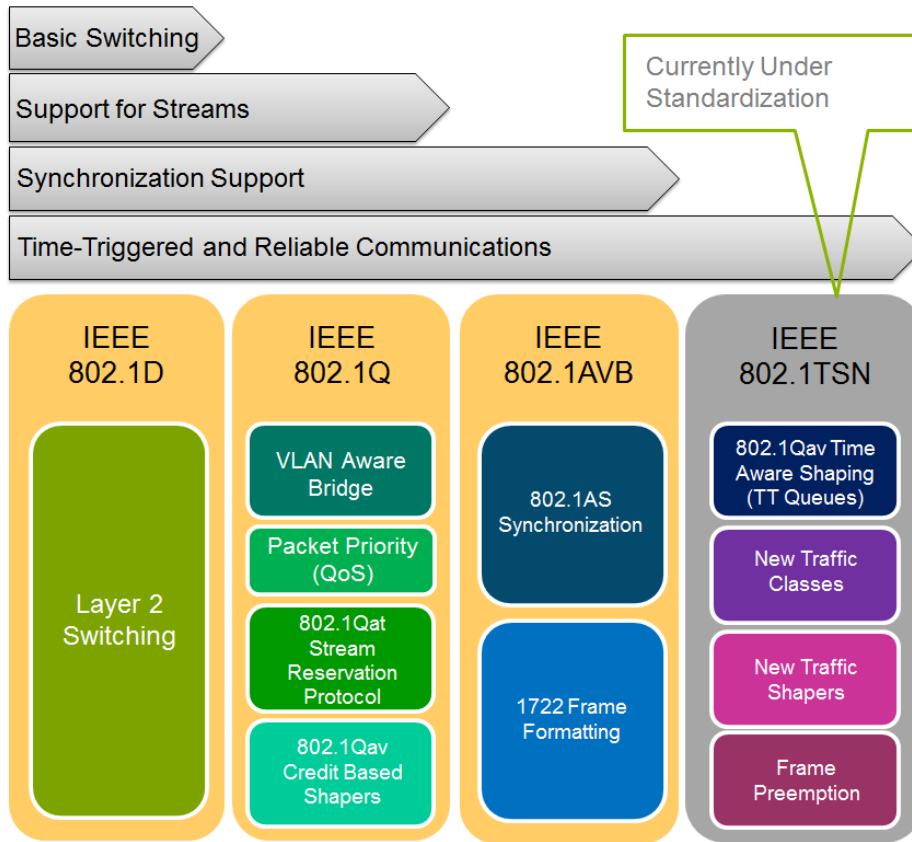 Basic Switching
Support for Streams
Synchronization Support
Time-Triggered and Reliable Communications
Currently Under
Standardization
IEEE
802.1D
Layer 2
Switching
IEEE
802.1Q
VLAN Aware
Bridge
Packet Priority
(QoS)
802.1Qat
Stream
Reservation
Protocol
802.1Qav
Credit Based
Shapers
IEEE
802.1AVB
802.1AS
Synchronization
1722 Frame
Formatting
IEEE
802.1TSN
802.1Qav Time
Aware Shaping
(TT Queues)
New Traffic
Classes
New Traffic
Shapers
Frame
Preemption